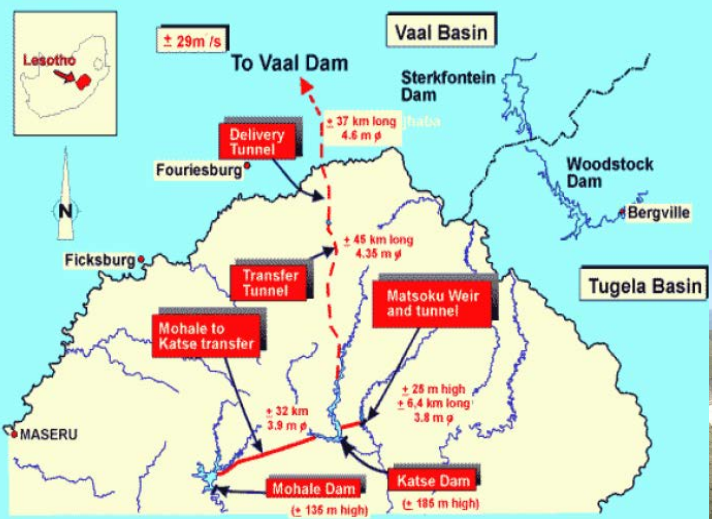 ± 29m³/s
Vaal Basin
Lesotho
To Vaal Dam
Sterkfontein
Dam
± 37 km long
4.6 m ø
Delivery
Tunnel
Fouriesburg
Woodstock
Dam
N
Bergville
± 45 km long
4.35 m ø
Ficksburg
Transfer
Tunnel
Tugela Basin
Matsoku Weir
and tunnel
Mohale to
Katse transfer
± 25 m high
± 6,4 km long
3.8 m ø
± 32 km
3.9 m ø
MASERU
Mohale Dam
(± 135 m high)
Katse Dam
(± 185 m high)